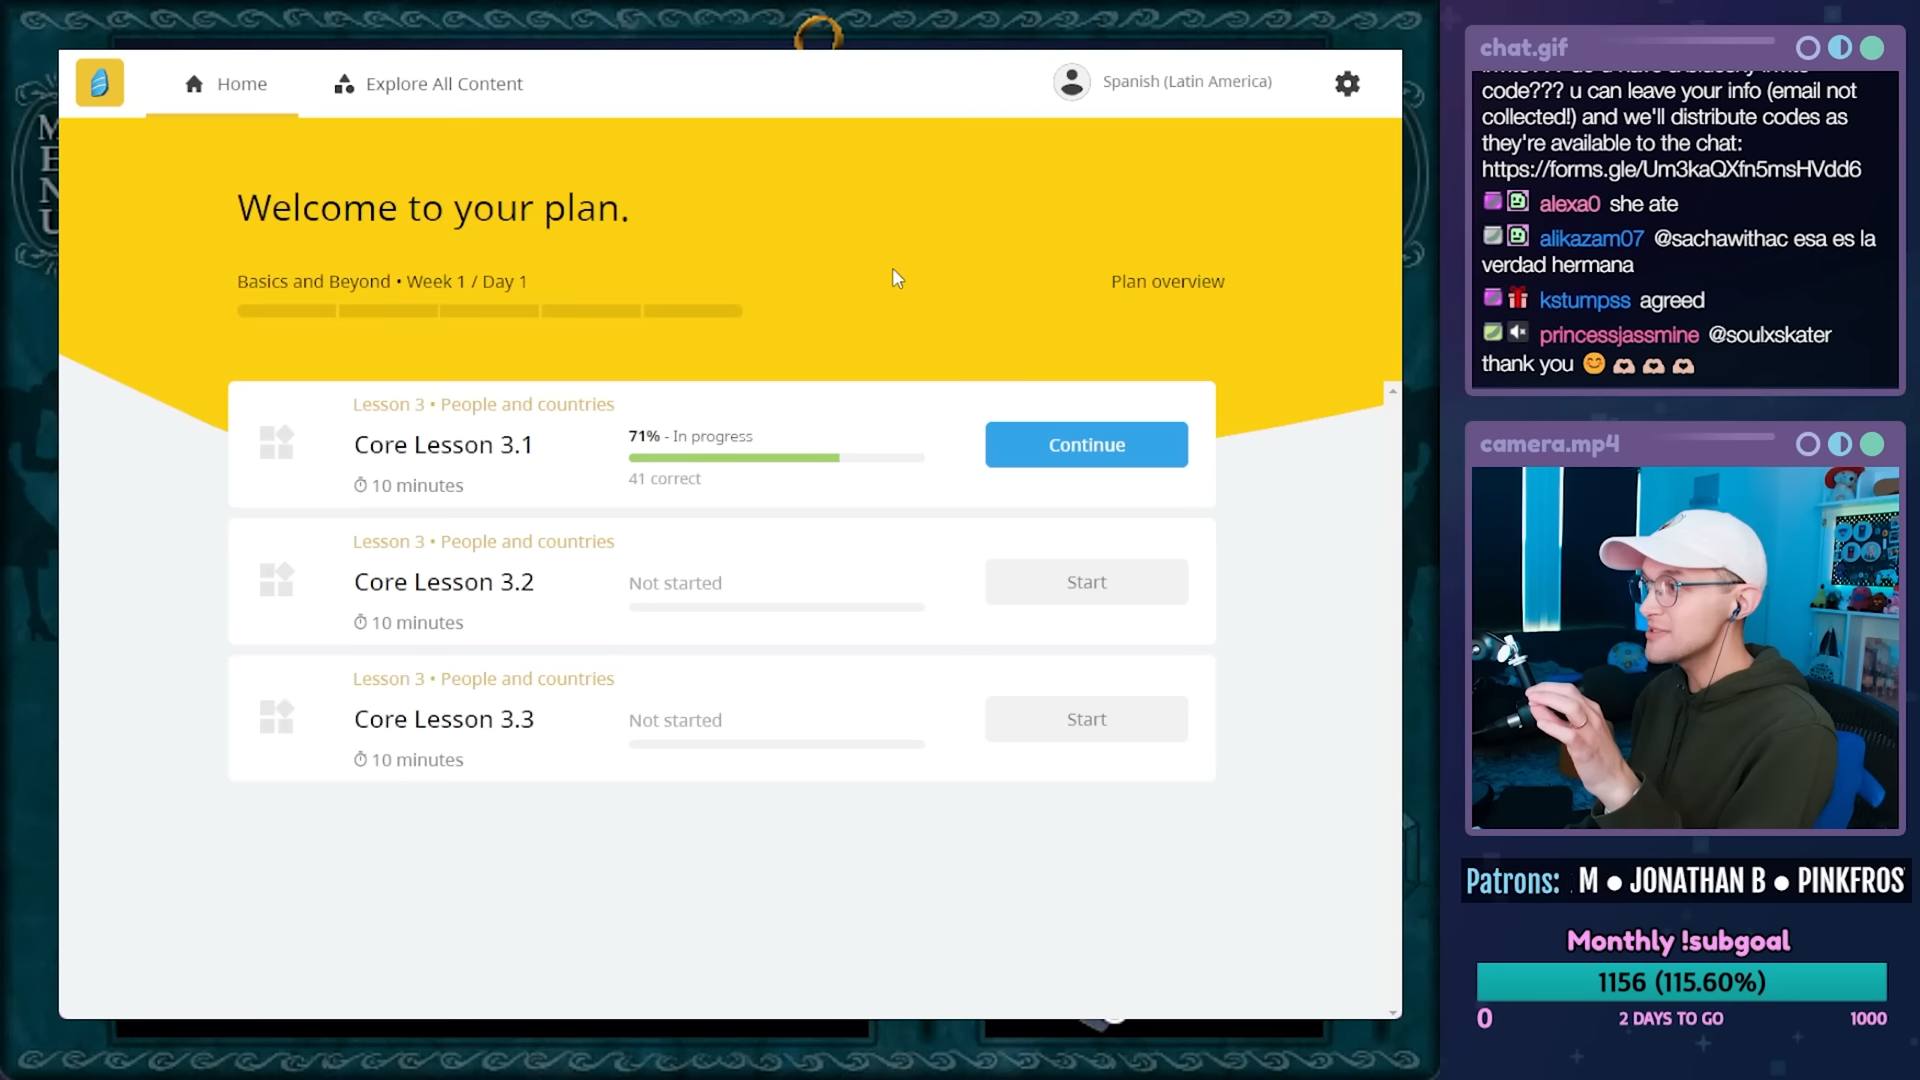 Home
Explore All Content
Spanish (Latin America)
Welcome to your plan.
Basics and Beyond • Week 1 / Day 1
Plan overview
Lesson 3 • People and countries
Core Lesson 3.1
10 minutes
71% - In progress
41 correct
Continue
Lesson 3 • People and countries
Core Lesson 3.2
10 minutes
Not started
Start
Lesson 3 • People and countries
Core Lesson 3.3
10 minutes
Not started
Start
MENU
chat.gif
code??? u can leave your info (email not
collected!) and we'll distribute codes as
they're available to the chat:
https://forms.gle/Um3kaQXfn5msHVdd6
alexa0 she ate
alikazam07 @sachawithac esa es la
verdad hermana
kstumpss agreed
princessjassmine @soulxskater
thank you 😊 🫶🏼 🫶🏼 🫶🏼
camera.mp4
Patrons: M ● JONATHAN B ● PINKFROS
Monthly !subgoal
1156 (115.60%)
0
2 DAYS TO GO
1000